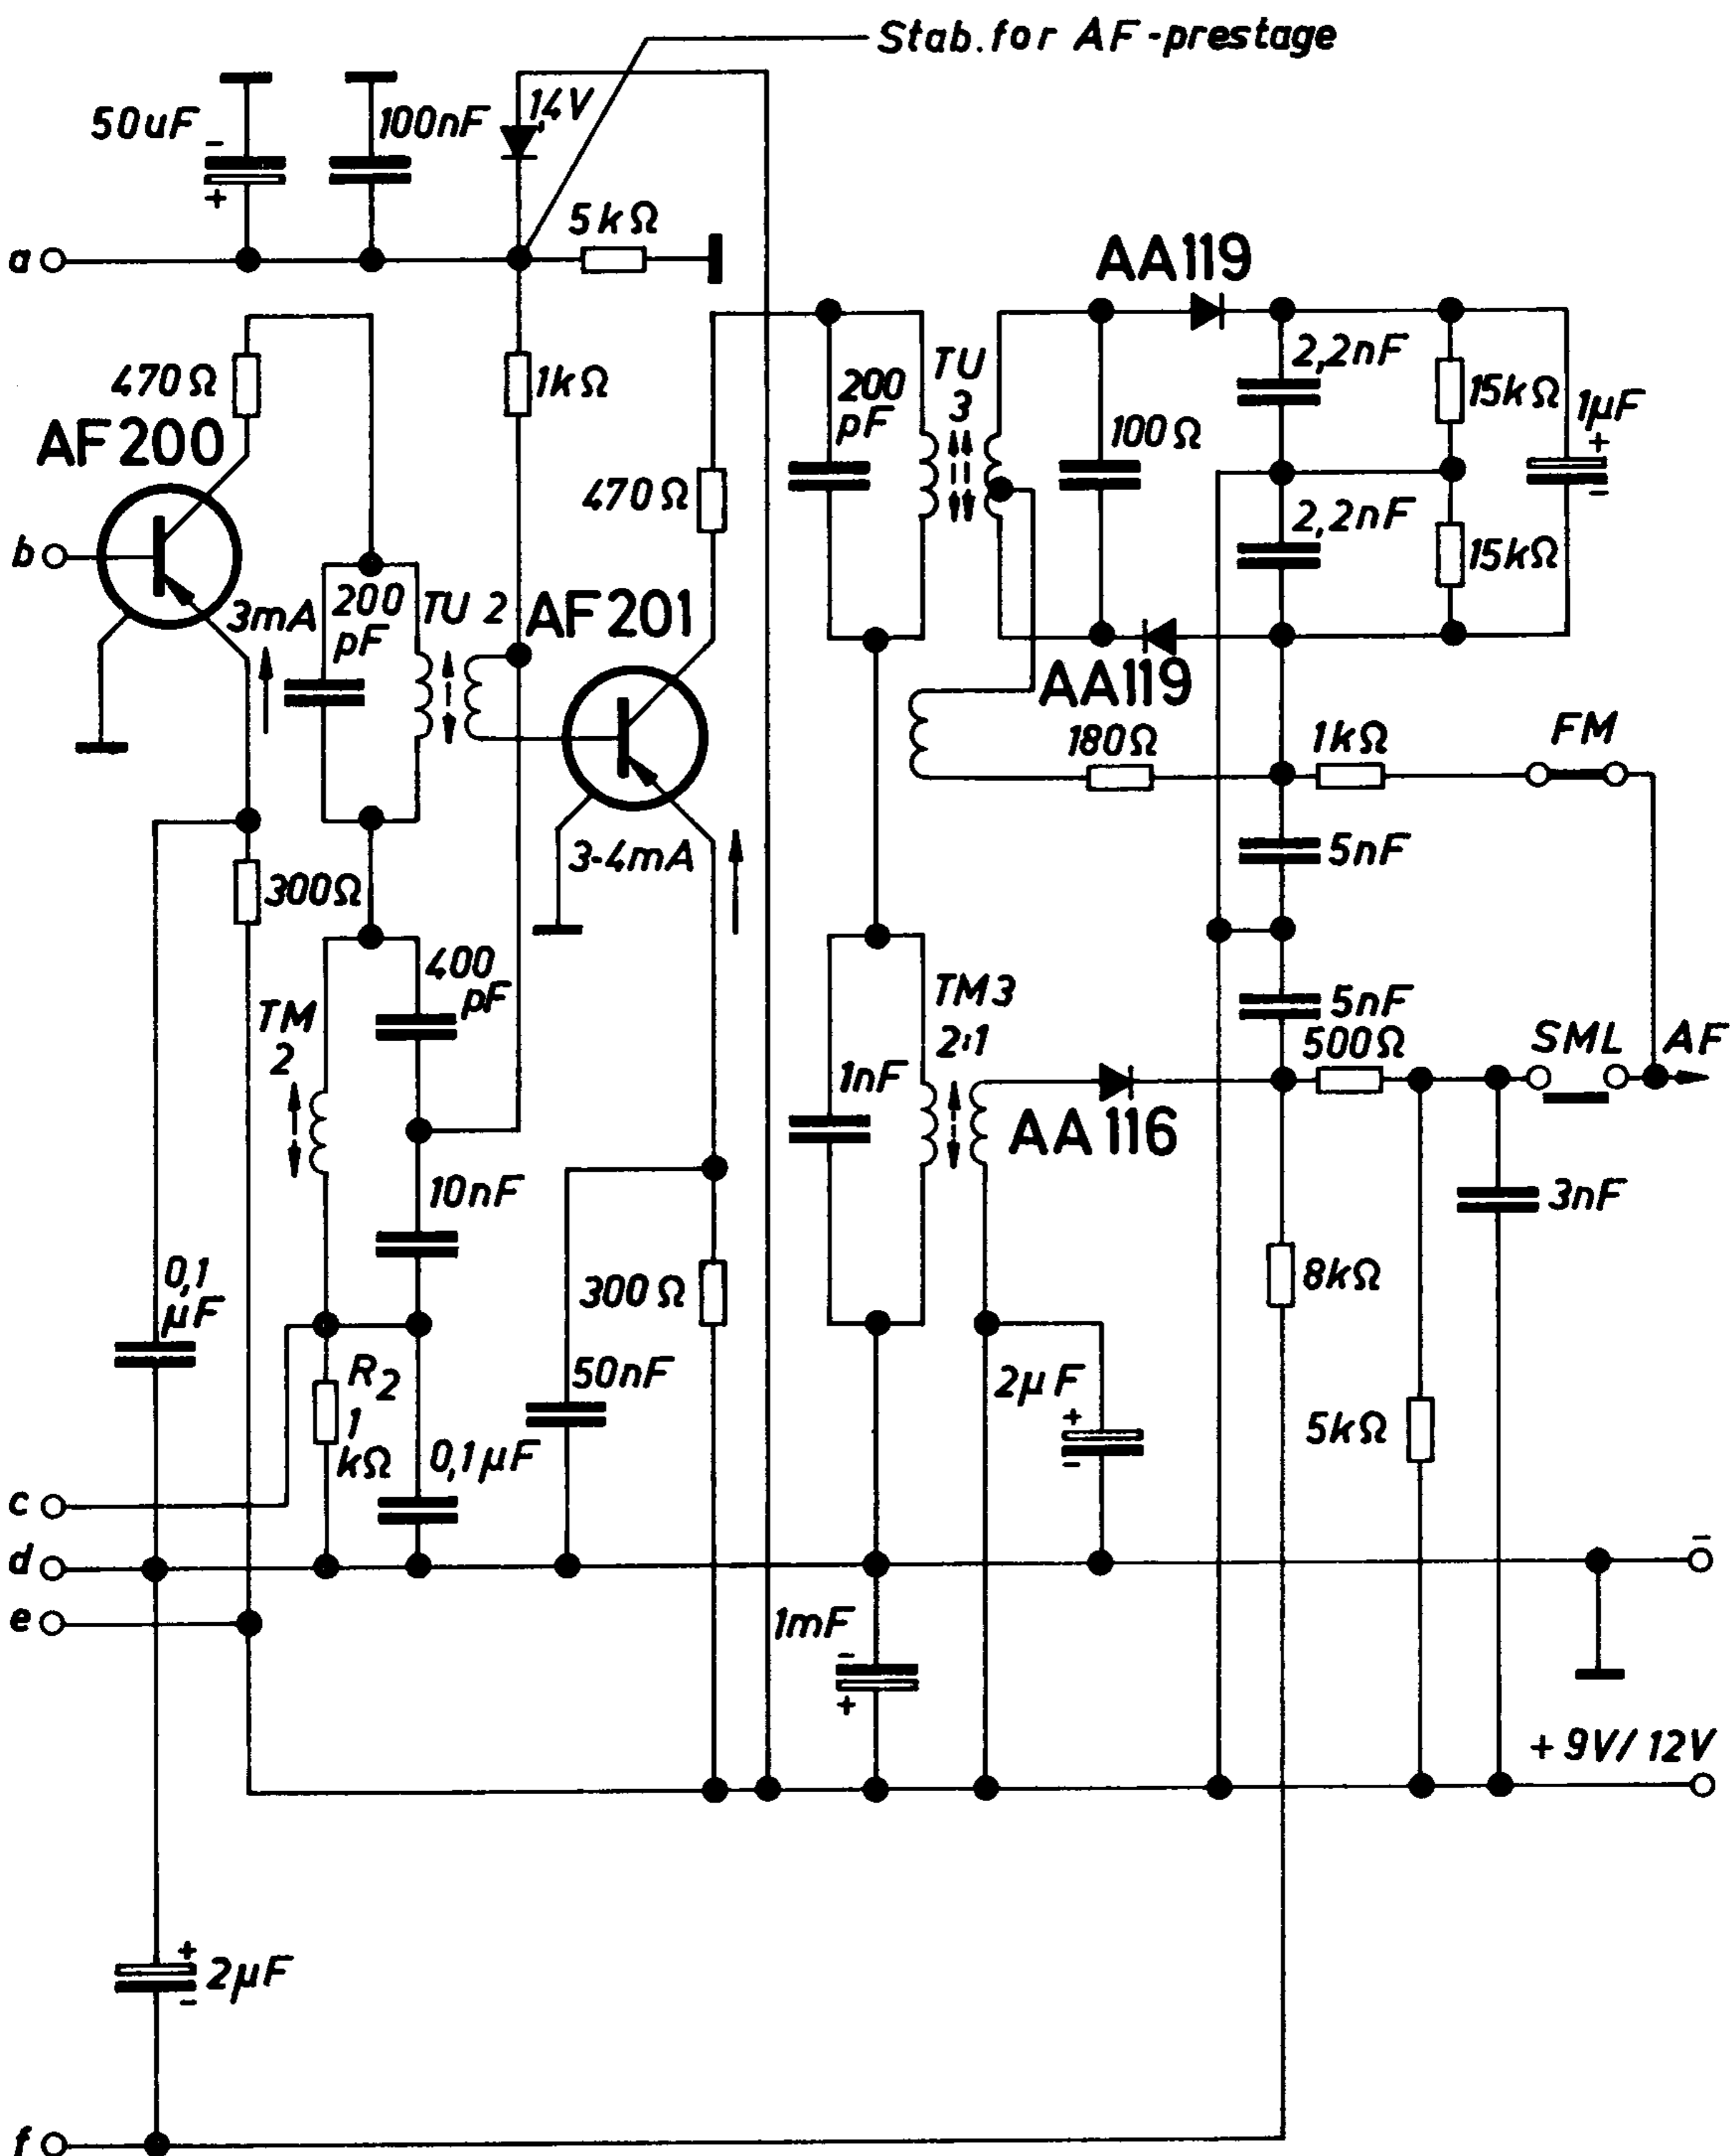 Stab. for AF-prestage
50uF
-
+
100nF
1,4V
a
5kΩ
AA119
470Ω
1kΩ
200
pF
TU
3
100Ω
2,2nF
15kΩ
1µF
+
-
AF200
470Ω
2,2nF
15kΩ
b
3mA
200
pF
TU 2
AF201
AA119
180Ω
1kΩ
FM
300Ω
3-4mA
5nF
400
pF
TM
2
TM3
2:1
5nF
500Ω
SML
AF
1nF
AA116
10nF
3nF
0,1
µF
300Ω
8kΩ
R2
1
kΩ
50nF
2µF
+
-
5kΩ
0,1µF
c
d
-
e
1mF
-
+
+9V/12V
+
2µF
-
f